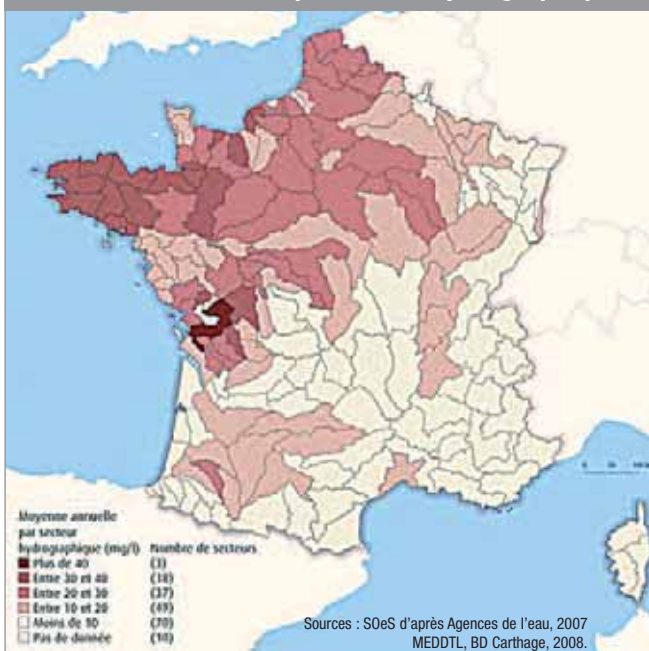 Moyenne annuelle
par secteur
hydrographique (mg/l) Nombre de secteurs
Plus de 40 (3)
Entre 30 et 40 (18)
Entre 20 et 30 (37)
Entre 10 et 20 (49)
Moins de 10 (70)
Pas de donnée (10)
Sources : SOeS d'après Agences de l'eau, 2007
MEDDTL, BD Carthage, 2008.